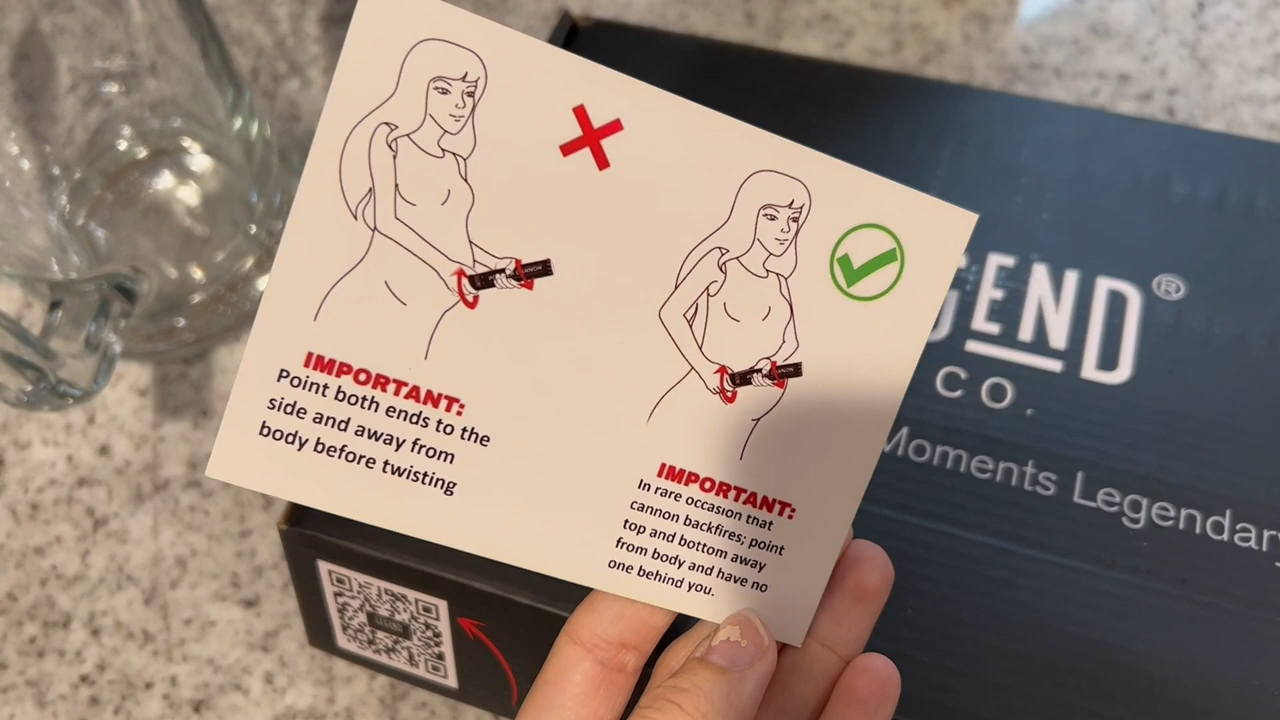 IMPORTANT:
Point both ends to the
side and away from
body before twisting
IMPORTANT:
In rare occasion that
cannon backfires; point
top and bottom away
from body and have no
one behind you.
GEND®
CO.
Moments Legendary
LEGEND